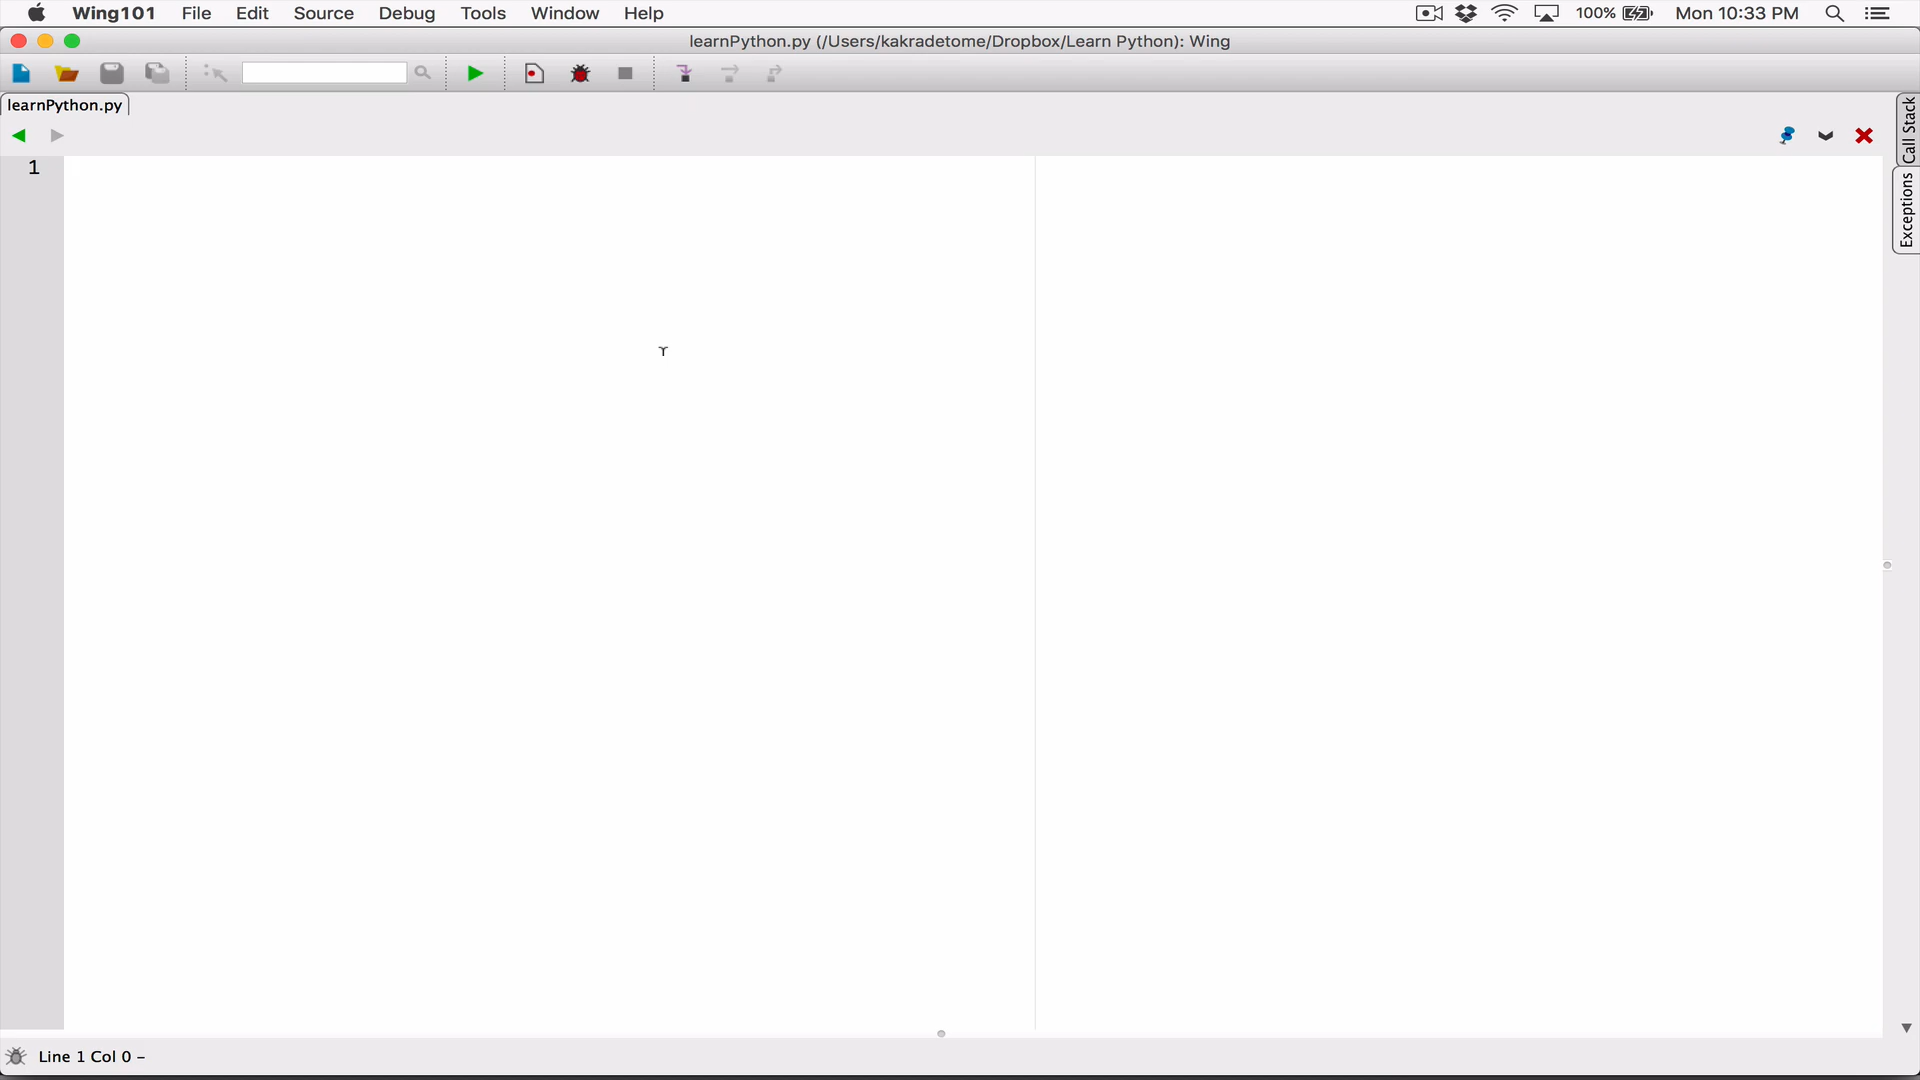 Wing101 File Edit Source Debug Tools Window Help 100% Mon 10:33 PM
learnPython.py (/Users/kakradetome/Dropbox/Learn Python): Wing
learnPython.py
Call Stack
Exceptions
1
Line 1 Col 0 –